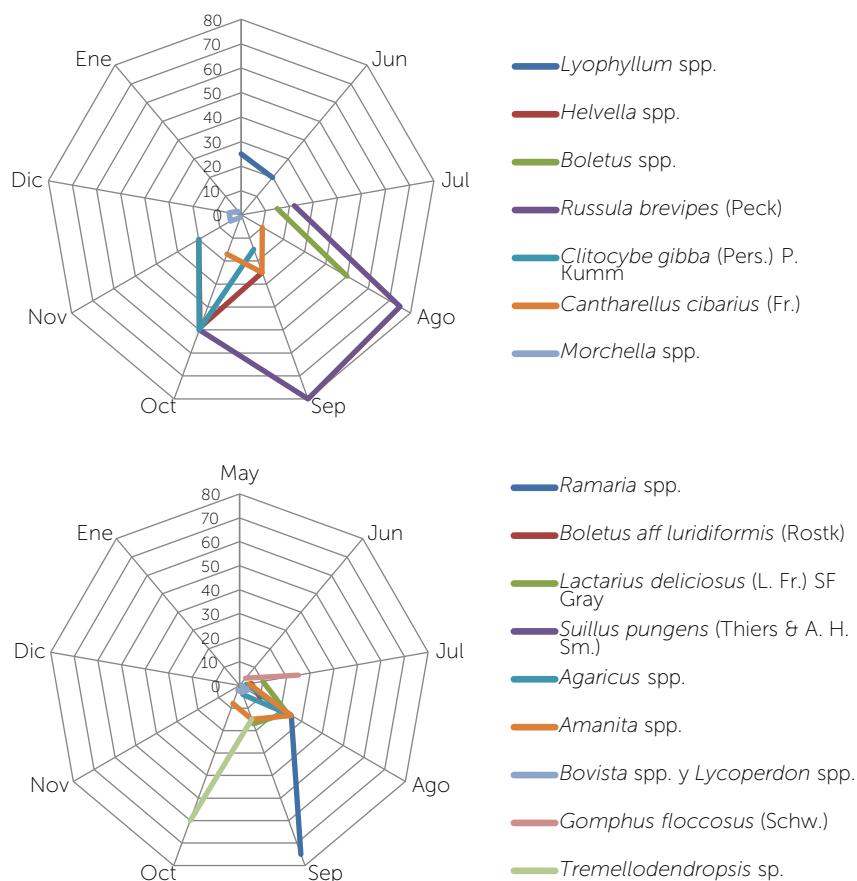 80
70
60
50
40
30
20
10
0
Ene
Jun
Dic
Jul
Nov
Ago
Oct
Sep
Lyophyllum spp.
Helvella spp.
Boletus spp.
Russula brevipes (Peck)
Clitocybe gibba (Pers.) P.
Kumm
Cantharellus cibarius (Fr.)
Morchella spp.
May
80
70
60
50
40
30
20
10
0
Ene
Jun
Dic
Jul
Nov
Ago
Oct
Sep
Ramaria spp.
Boletus aff luridiformis (Rostk)
Lactarius deliciosus (L. Fr.) SF
Gray
Suillus pungens (Thiers & A. H.
Sm.)
Agaricus spp.
Amanita spp.
Bovista spp. y Lycoperdon spp.
Gomphus floccosus (Schw.)
Tremellodendropsis sp.